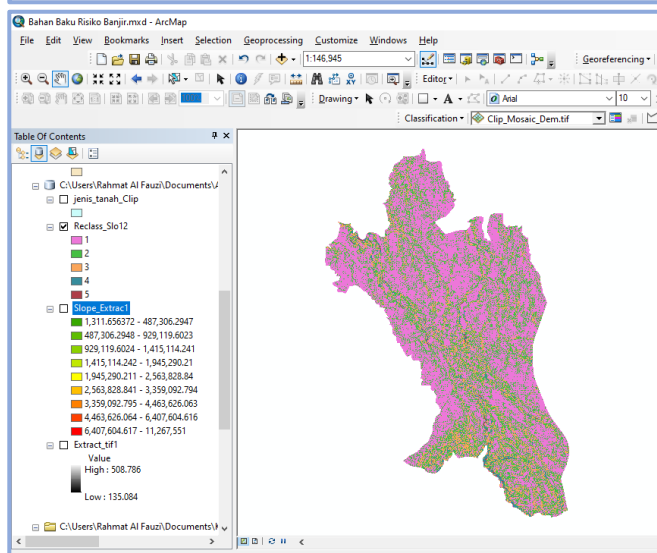 Bahan Baku Risiko Banjir.mxd - ArcMap
File Edit View Bookmarks Insert Selection Geoprocessing Customize Windows Help
1:146,945 Georeferencing
Editor
Drawing A Arial 10
Classification Clip_Mosaic_Dem.tif
Table Of Contents
C:\Users\Rahmat Al Fauzi\Documents\A
jenis_tanah_Clip
Reclass_Slo12
1
2
3
4
5
Slope_Extrac1
1,311.656372 - 487,306.2947
487,306.2948 - 929,119.6023
929,119.6024 - 1,415,114.241
1,415,114.242 - 1,945,290.21
1,945,290.211 - 2,563,828.84
2,563,828.841 - 3,359,092.794
3,359,092.795 - 4,463,626.063
4,463,626.064 - 6,407,604.616
6,407,604.617 - 11,267,551
Extract_tif1
Value
High : 508.786
Low : 135.084
C:\Users\Rahmat Al Fauzi\Documents\K